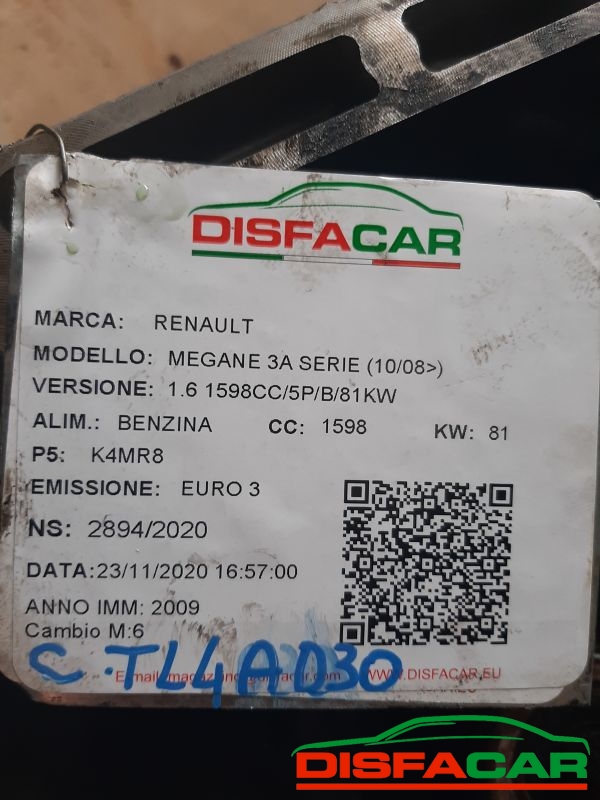 DISFACAR
MARCA: RENAULT
MODELLO: MEGANE 3A SERIE (10/08>)
VERSIONE: 1.6 1598CC/5P/B/81KW
ALIM.: BENZINA CC: 1598 KW: 81
P5: K4MR8
EMISSIONE: EURO 3
NS: 2894/2020
DATA:23/11/2020 16:57:00
ANNO IMM: 2009
Cambio M:6
C.TL4AD30
WWW.DISFACAR.EU
DISFACAR